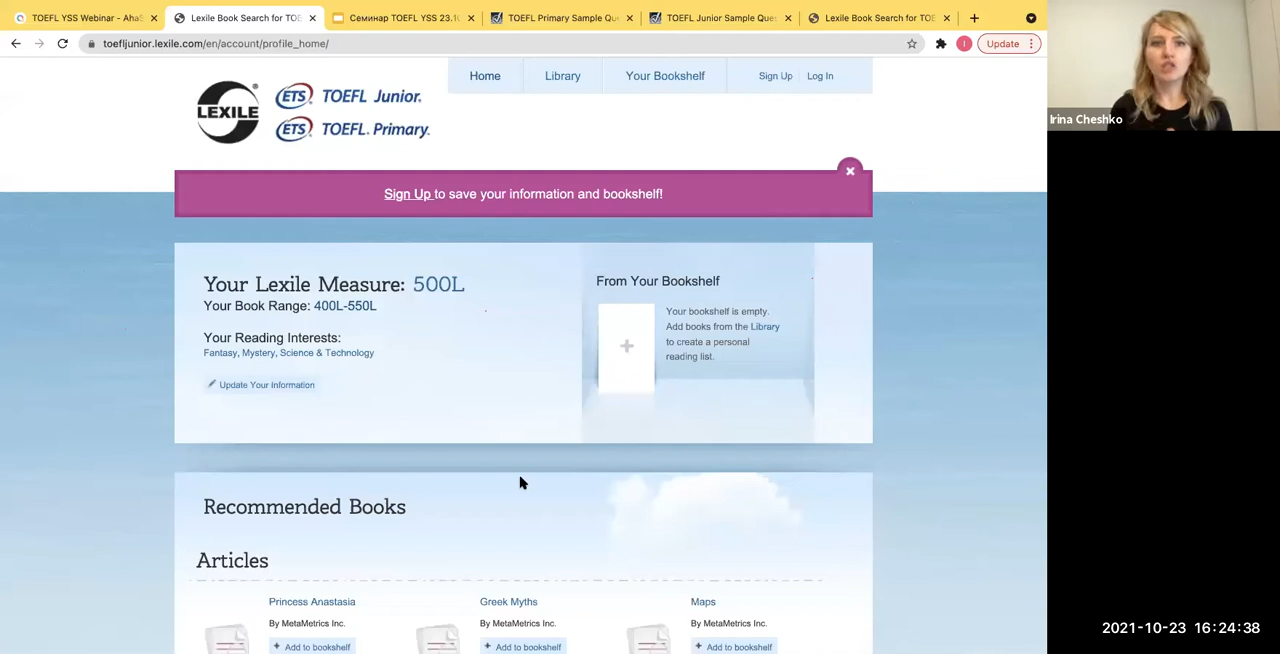 TOEFL YSS Webinar - AhaS
Lexile Book Search for TOE
Семинар TOEFL YSS 23.10
TOEFL Primary Sample Que
TOEFL Junior Sample Ques
Lexile Book Search for TOE
toefljunior.lexile.com/en/account/profile_home/
I
Update
Home
Library
Your Bookshelf
Sign Up
Log In
LEXILE
ETS TOEFL Junior.
ETS TOEFL Primary.
Sign Up to save your information and bookshelf!
Your Lexile Measure: 500L
Your Book Range: 400L-550L
Your Reading Interests:
Fantasy, Mystery, Science & Technology
Update Your Information
From Your Bookshelf
Your bookshelf is empty.
Add books from the Library
to create a personal
reading list.
Recommended Books
Articles
Princess Anastasia
By MetaMetrics Inc.
+ Add to bookshelf
Greek Myths
By MetaMetrics Inc.
+ Add to bookshelf
Maps
By MetaMetrics Inc.
+ Add to bookshelf
Irina Cheshko
2021-10-23 16:24:38